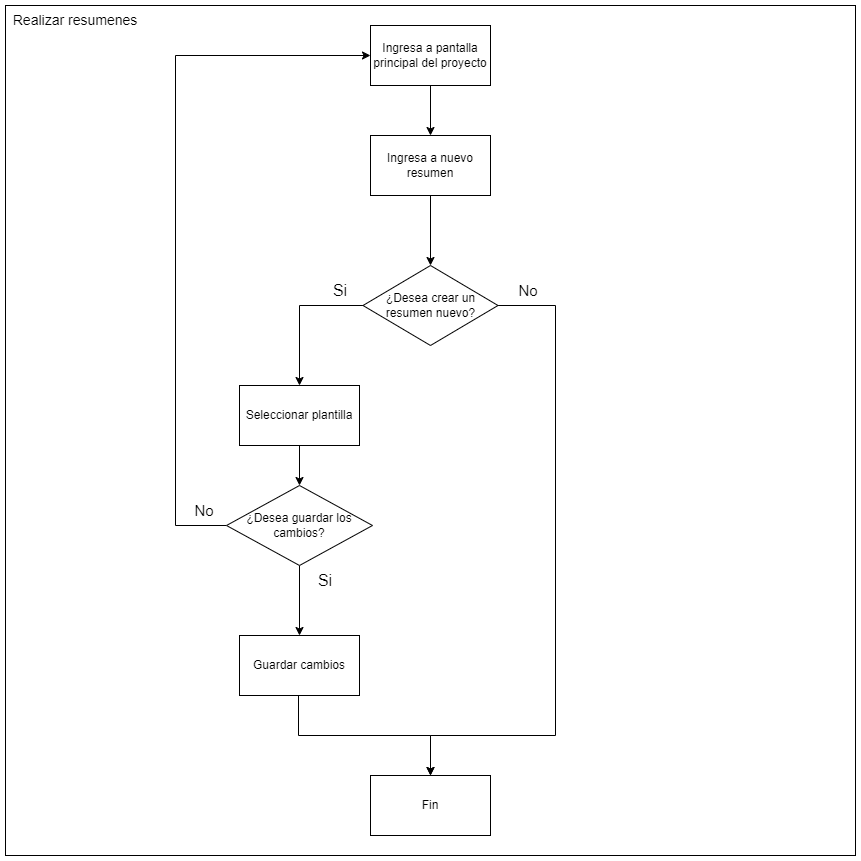 Realizar resumenes
Ingresa a pantalla
principal del proyecto
Ingresa a nuevo
resumen
Si
¿Desea crear un
resumen nuevo?
No
Seleccionar plantilla
No
¿Desea guardar los
cambios?
Si
Guardar cambios
Fin